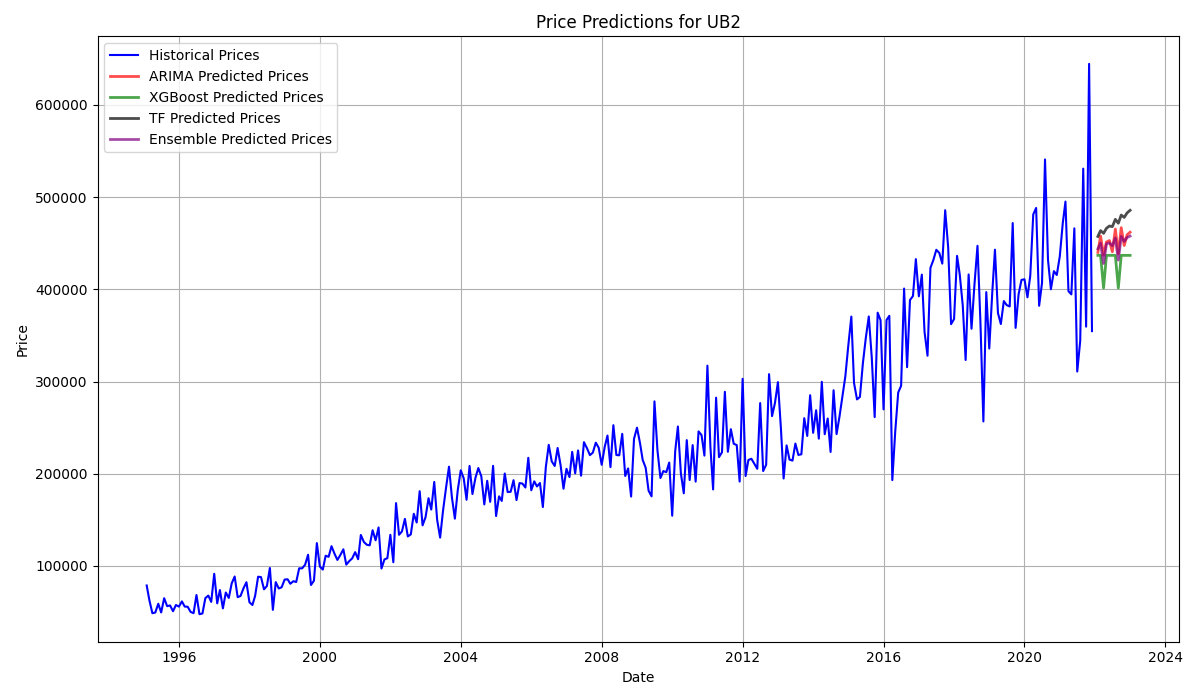 Price Predictions for UB2
Historical Prices
ARIMA Predicted Prices
XGBoost Predicted Prices
TF Predicted Prices
Ensemble Predicted Prices
600000
500000
400000
300000
200000
100000
Price
1996 2000 2004 2008 2012 2016 2020 2024
Date